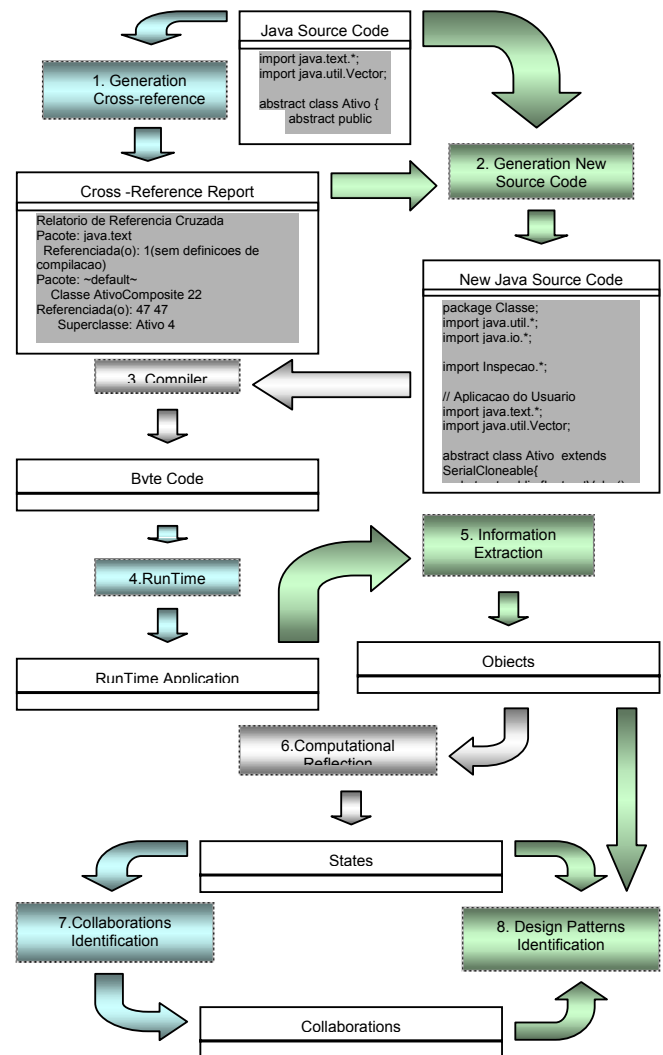 Java Source Code
import java.text.*;
import java.util.Vector;
abstract class Ativo {
abstract public
1. Generation
Cross-reference
2. Generation New
Source Code
Cross -Reference Report
Relatorio de Referencia Cruzada
Pacote: java.text
Referenciada(o): 1(sem definicoes de
compilacao)
Pacote: ~default~
Classe AtivoComposite 22
Referenciada(o): 47 47
Superclasse: Ativo 4
New Java Source Code
package Classe;
import java.util.*;
import java.io.*;
import Inspecao.*;
// Aplicacao do Usuario
import java.text.*;
import java.util.Vector;
abstract class Ativo extends
SerialCloneable{
3. Compiler
Byte Code
4.RunTime
5. Information
Extraction
RunTime Application
Objects
6.Computational
Reflection
States
7.Collaborations
Identification
8. Design Patterns
Identification
Collaborations